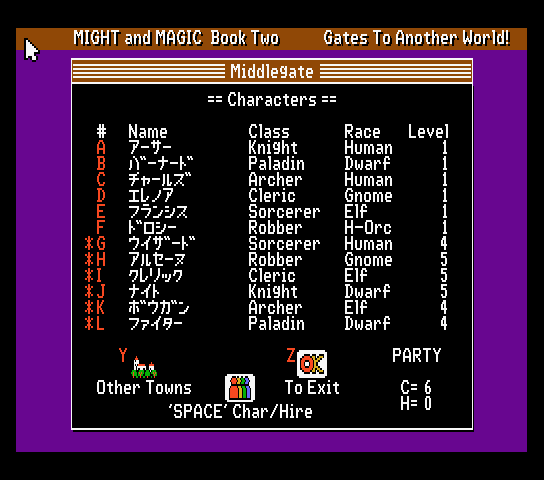 MIGHT and MAGIC Book Two Gates To Another World!
Middlegate
== Characters ==
# Name Class Race Level
A アーサー Knight Human 1
B バーナード Paladin Dwarf 1
C チャールズ Archer Human 1
D エレノア Cleric Gnome 1
E フランシス Sorcerer Elf 1
F ドロシー Robber H-Orc 1
*G ウィザード Sorcerer Human 4
*H アルセーヌ Robber Gnome 5
*I クレリック Cleric Elf 5
*J ナイト Knight Dwarf 5
*K ボウガン Archer Elf 4
*L ファイター Paladin Dwarf 4
Y Z OK PARTY
Other Towns To Exit C= 6
H= 0
'SPACE' Char/Hire